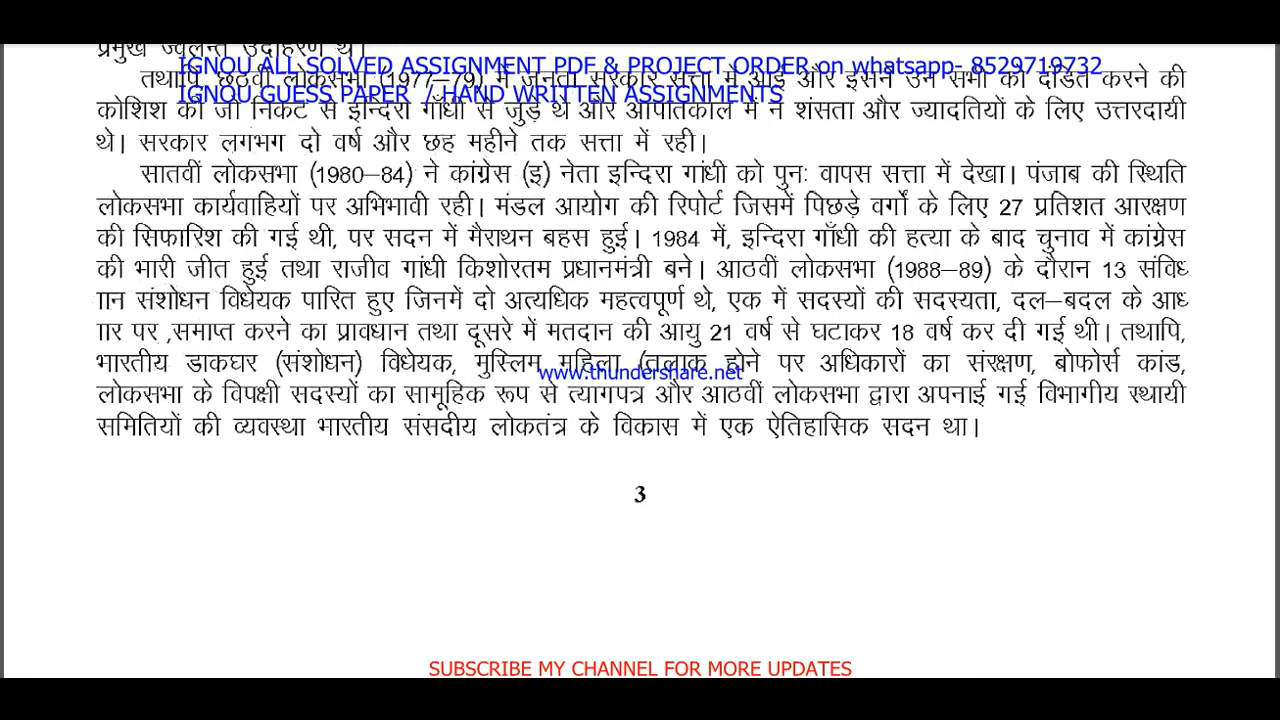 प्रमुख ज्वलन्त उदाहरण थे।
IGNOU ALL SOLVED ASSIGNMENT PDF & PROJECT ORDER on whatsapp- 8529719732
तथापि, छठवीं लोकसभा (1977–79) में जनता सरकार सत्ता में आई और इसने उन सभी को दंडित करने की
IGNOU GUESS PAPER / HAND WRITTEN ASSIGNMENTS
कोशिश की जो निकट से इन्दिरा गाँधी से जुड़े थे और आपातकाल में न शंसता और ज्यादतियों के लिए उत्तरदायी
थे। सरकार लगभग दो वर्ष और छह महीने तक सत्ता में रही।
सातवीं लोकसभा (1980–84) ने कांग्रेस (इ) नेता इन्दिरा गांधी को पुनः वापस सत्ता में देखा। पंजाब की स्थिति
लोकसभा कार्यवाहियों पर अभिभावी रही। मंडल आयोग की रिपोर्ट जिसमें पिछड़े वर्गों के लिए 27 प्रतिशत आरक्षण
की सिफारिश की गई थी, पर सदन में मैराथन बहस हुई। 1984 में, इन्दिरा गाँधी की हत्या के बाद चुनाव में कांग्रेस
की भारी जीत हुई तथा राजीव गांधी किशोरतम प्रधानमंत्री बने। आठवीं लोकसभा (1988–89) के दौरान 13 संविध
ान संशोधन विधेयक पारित हुए जिनमें दो अत्यधिक महत्वपूर्ण थे, एक में सदस्यों की सदस्यता, दल–बदल के आध
ार पर ,समाप्त करने का प्रावधान तथा दूसरे में मतदान की आयु 21 वर्ष से घटाकर 18 वर्ष कर दी गई थी। तथापि,
भारतीय डाकघर (संशोधन) विधेयक, मुस्लिम महिला (तलाक होने पर अधिकारों का संरक्षण, बोफोर्स कांड,
www.thundershare.net
लोकसभा के विपक्षी सदस्यों का सामूहिक रूप से त्यागपत्र और आठवीं लोकसभा द्वारा अपनाई गई विभागीय स्थायी
समितियों की व्यवस्था भारतीय संसदीय लोकतंत्र के विकास में एक ऐतिहासिक सदन था।
3
SUBSCRIBE MY CHANNEL FOR MORE UPDATES